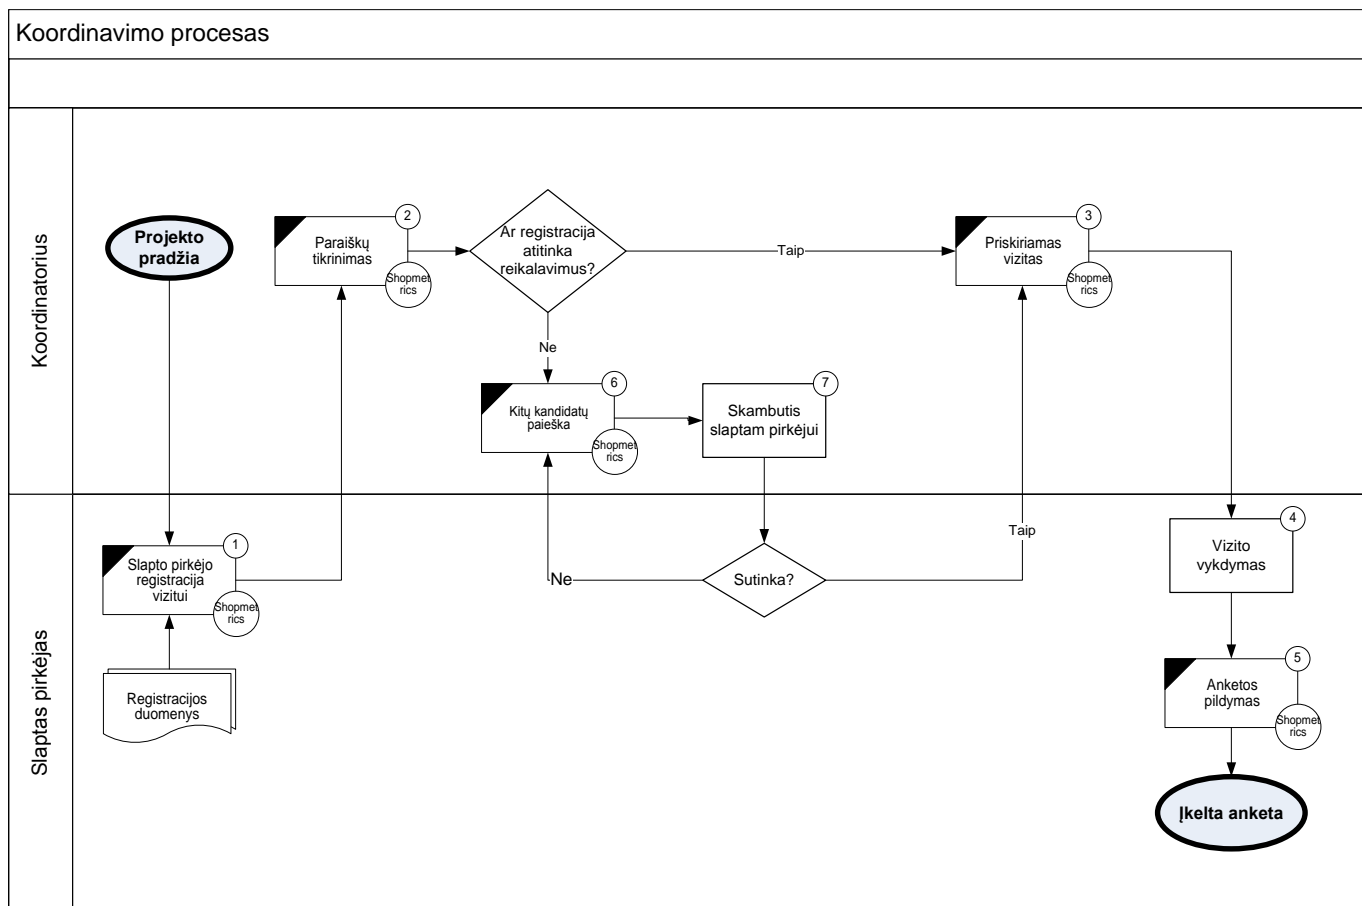 Koordinavimo procesas
Koordinatorius
Projekto
pradžia
2
Paraiškų
tikrinimas
Shopmet
rics
Ar registracija
atitinka
reikalavimus?
Taip
3
Priskiriamas
vizitas
Shopmet
rics
Ne
6
Kitų kandidatų
paieška
Shopmet
rics
7
Skambutis
slaptam pirkėjui
Slaptas pirkėjas
1
Slapto pirkėjo
registracija
vizitui
Shopmet
rics
Registracijos
duomenys
Ne
Sutinka?
Taip
4
Vizito
vykdymas
5
Anketos
pildymas
Shopmet
rics
Įkelta anketa